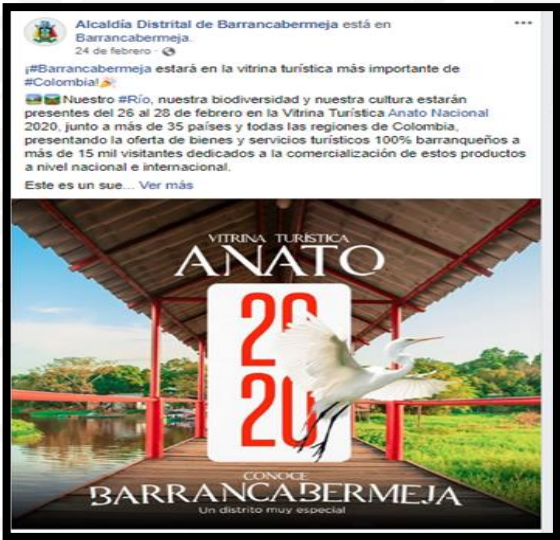 Alcaldía Distrital de Barrancabermeja está en
Barrancabermeja.
24 de febrero ·
¡#Barrancabermeja estará en la vitrina turística más importante de
#Colombia!
Nuestro #Río, nuestra biodiversidad y nuestra cultura estarán
presentes del 26 al 28 de febrero en la Vitrina Turística Anato Nacional
2020, junto a más de 35 países y todas las regiones de Colombia,
presentando la oferta de bienes y servicios turísticos 100% barranqueños a
más de 15 mil visitantes dedicados a la comercialización de estos productos
a nivel nacional e internacional.
Este es un sue... Ver más
VITRINA TURÍSTICA
ANATO
20
20
CONOCE
BARRANCABERMEJA
Un distrito muy especial